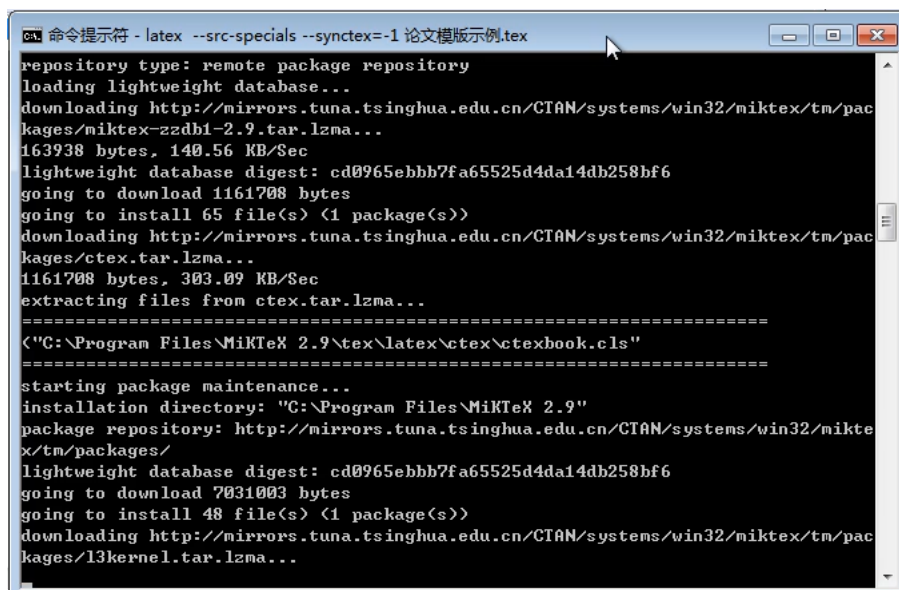 命令提示符 - latex --src-specials --synctex=-1 论文模版示例.tex
repository type: remote package repository
loading lightweight database...
downloading http://mirrors.tuna.tsinghua.edu.cn/CTAN/systems/win32/miktex/tm/pac
kages/miktex-zzdb1-2.9.tar.lzma...
163938 bytes, 140.56 KB/Sec
lightweight database digest: cd0965ebbb7fa65525d4da14db258bf6
going to download 1161708 bytes
going to install 65 file(s) (1 package(s))
downloading http://mirrors.tuna.tsinghua.edu.cn/CTAN/systems/win32/miktex/tm/pac
kages/ctex.tar.lzma...
1161708 bytes, 303.09 KB/Sec
extracting files from ctex.tar.lzma...
======================================================================
("C:\Program Files\MiKTeX 2.9\tex\latex\ctex\ctexbook.cls"
======================================================================
starting package maintenance...
installation directory: "C:\Program Files\MiKTeX 2.9"
package repository: http://mirrors.tuna.tsinghua.edu.cn/CTAN/systems/win32/mikte
x/tm/packages/
lightweight database digest: cd0965ebbb7fa65525d4da14db258bf6
going to download 7031003 bytes
going to install 48 file(s) (1 package(s))
downloading http://mirrors.tuna.tsinghua.edu.cn/CTAN/systems/win32/miktex/tm/pac
kages/l3kernel.tar.lzma...